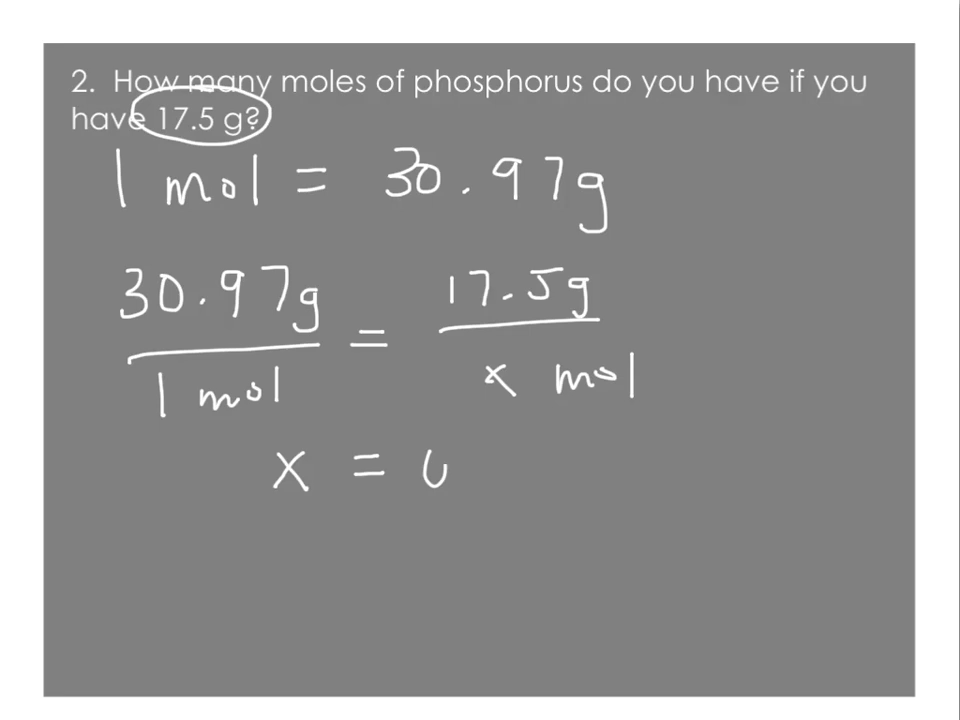 2. How many moles of phosphorus do you have if you
have 17.5 g?
1 mol = 30.97g
30.97g = 17.5g
1 mol x mol
x =